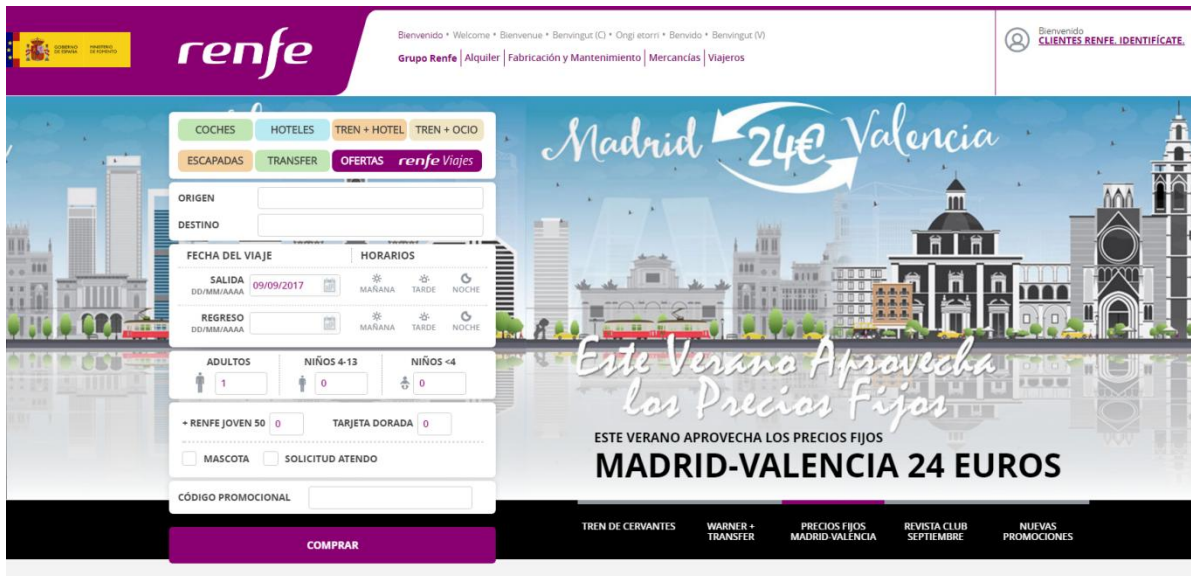 GOBIERNO DE ESPAÑA
MINISTERIO DE FOMENTO
renfe
Bienvenido • Welcome • Bienvenue • Benvingut (C) • Ongi etorri • Benvido • Benvingut (V)
Grupo Renfe | Alquiler | Fabricación y Mantenimiento | Mercancías | Viajeros
Bienvenido
CLIENTES RENFE. IDENTIFÍCATE.
COCHES HOTELES TREN + HOTEL TREN + OCIO
ESCAPADAS TRANSFER OFERTAS renfe Viajes
ORIGEN
DESTINO
FECHA DEL VIAJE HORARIOS
SALIDA 09/09/2017
DD/MM/AAAA
MAÑANA TARDE NOCHE
REGRESO
DD/MM/AAAA
MAÑANA TARDE NOCHE
ADULTOS NIÑOS 4-13 NIÑOS <4
1 0 0
+ RENFE JOVEN 50 0 TARJETA DORADA 0
MASCOTA SOLICITUD ATENDO
CÓDIGO PROMOCIONAL
COMPRAR
Madrid 24€ Valencia
Este Verano Aprovecha
los Precios Fijos
ESTE VERANO APROVECHA LOS PRECIOS FIJOS
MADRID-VALENCIA 24 EUROS
TREN DE CERVANTES
WARNER +
TRANSFER
PRECIOS FIJOS
MADRID-VALENCIA
REVISTA CLUB
SEPTIEMBRE
NUEVAS
PROMOCIONES